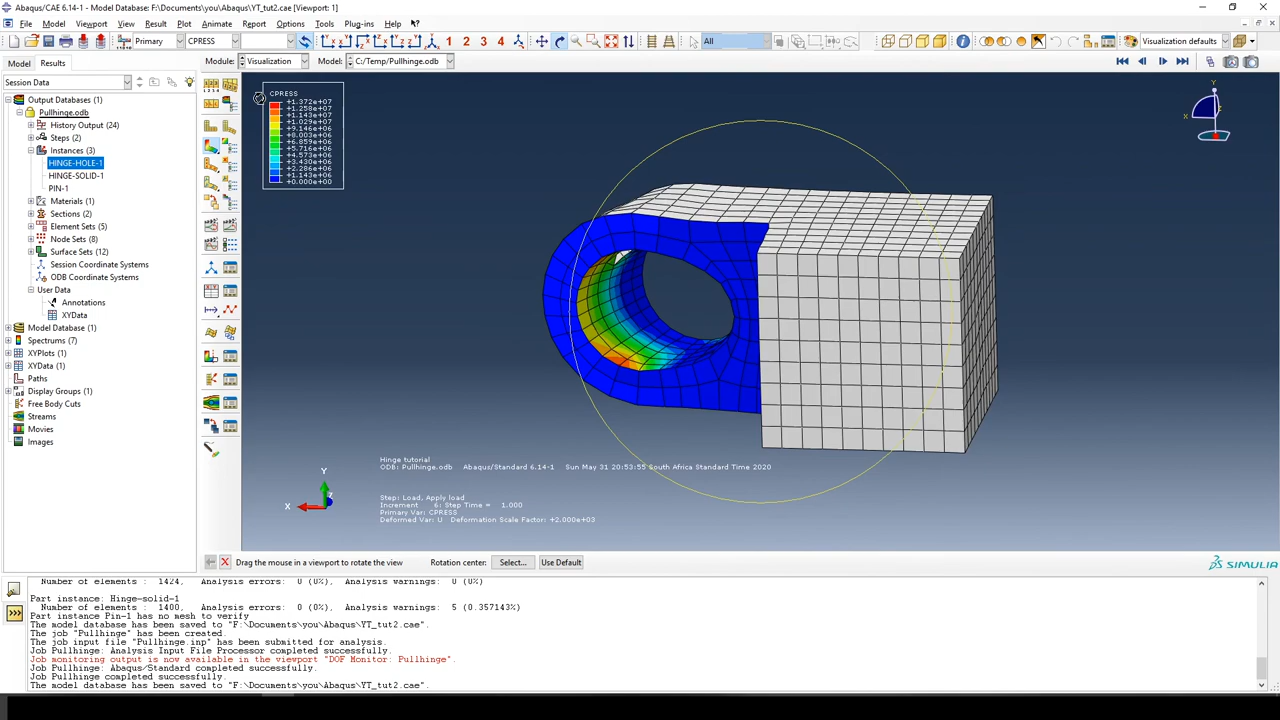 Abaqus/CAE 6.14-1 - Model Database: F:\Documents\you\Abaqus\YT_tut2.cae [Viewport: 1]
File Model Viewport View Result Plot Animate Report Options Tools Plug-ins Help
Primary CPRESS 1 2 3 4 All Visualization defaults
Model Results Module: Visualization Model: C:/Temp/Pullhinge.odb
Session Data
Output Databases (1)
Pullhinge.odb
History Output (24)
Steps (2)
Instances (3)
HINGE-HOLE-1
HINGE-SOLID-1
PIN-1
Materials (1)
Sections (2)
Element Sets (5)
Node Sets (8)
Surface Sets (12)
Session Coordinate Systems
ODB Coordinate Systems
User Data
Annotations
XYData
Model Database (1)
Spectrums (7)
XYPlots (1)
XYData (1)
Paths
Display Groups (1)
Free Body Cuts
Streams
Movies
Images
CPRESS
+1.372e+07
+1.258e+07
+1.143e+07
+1.029e+07
+9.146e+06
+8.003e+06
+6.859e+06
+5.716e+06
+4.573e+06
+3.430e+06
+2.286e+06
+1.143e+06
+0.000e+00
Y
X
Y
X
Z
Hinge tutorial
ODB: Pullhinge.odb Abaqus/Standard 6.14-1 Sun May 31 20:53:55 South Africa Standard Time 2020
Step: Load, Apply load
Increment 6: Step Time = 1.000
Primary Var: CPRESS
Deformed Var: U Deformation Scale Factor: +2.000e+03
Drag the mouse in a viewport to rotate the view Rotation center: Select... Use Default
SIMULIA
Number of elements : 1424, Analysis errors: 0 (0%) Analysis warnings: 0 (0%)
Part instance: Hinge-solid-1
Number of elements : 1400, Analysis errors: 0 (0%), Analysis warnings: 5 (0.357143%)
Part instance Pin-1 has no mesh to verify
The model database has been saved to "F:\Documents\you\Abaqus\YT_tut2.cae".
The job "Pullhinge" has been created.
The job input file "Pullhinge.inp" has been submitted for analysis.
Job Pullhinge: Analysis Input File Processor completed successfully.
Job monitoring output is now available in the viewport "DOF Monitor: Pullhinge".
Job Pullhinge: Abaqus/Standard completed successfully.
Job Pullhinge completed successfully.
The model database has been saved to "F:\Documents\you\Abaqus\YT_tut2.cae".
>>>